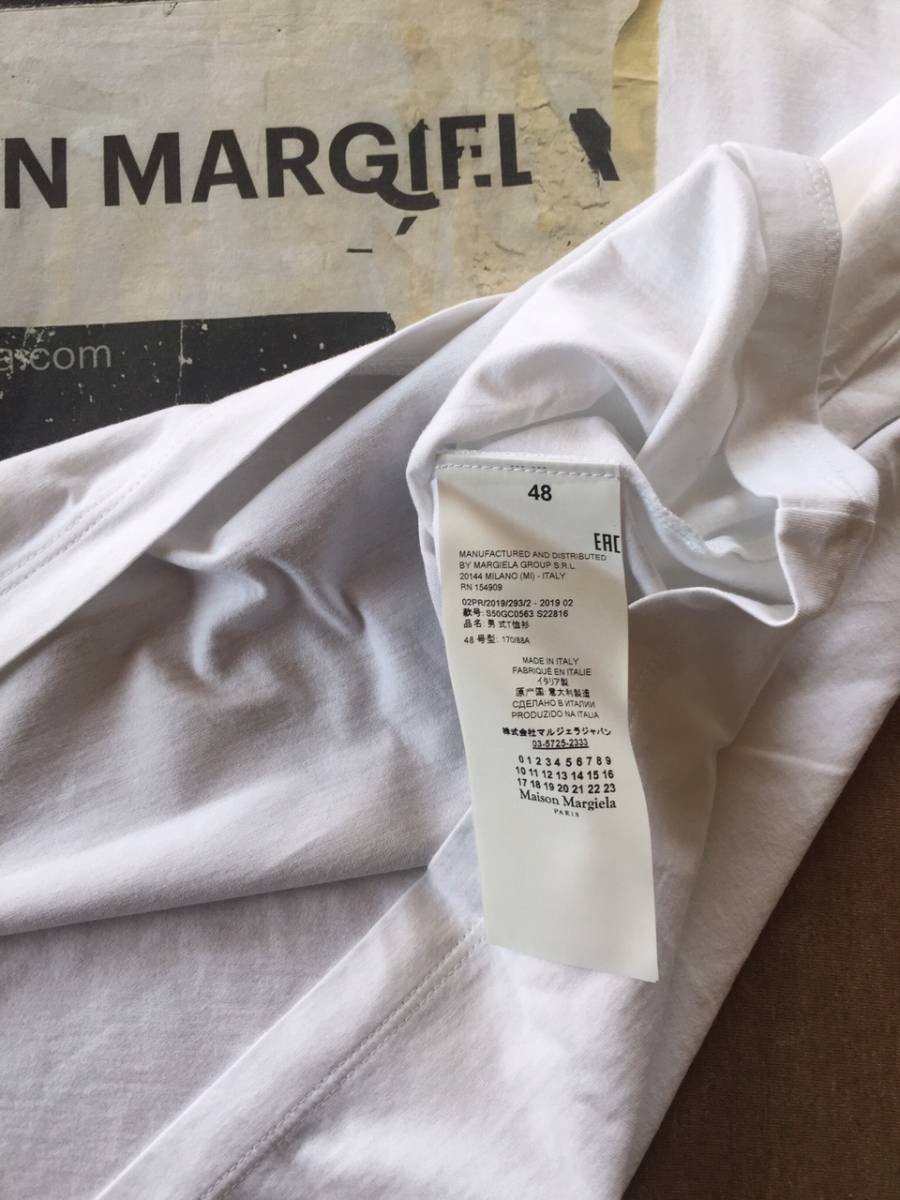 N MARGIELA
a.com
48
EAC
MANUFACTURED AND DISTRIBUTED
BY MARGIELA GROUP S.R.L.
20144 MILANO (MI) - ITALY
RN 154909
02PR/2019/293/2 - 2019 02
款号: S50GC0563 S22816
品名: 男式T恤衫
48 号型: 170/88A
MADE IN ITALY
FABRIQUÉ EN ITALIE
イタリア製
原产国: 意大利製造
СДЕЛАНО В ИТАЛИИ
PRODUZIDO NA ITALIA
株式会社マルジェラジャパン
03-5725-2333
0 1 2 3 4 5 6 7 8 9
10 11 12 13 14 15 16
17 18 19 20 21 22 23
Maison Margiela
PARIS